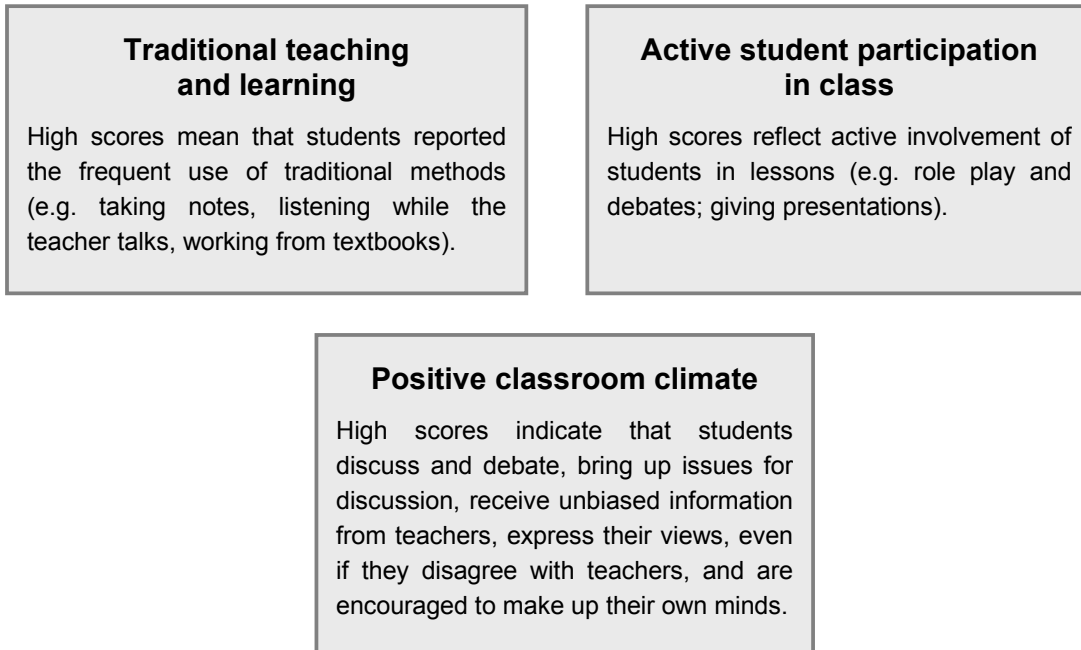 Traditional teaching
and learning
High scores mean that students reported
the frequent use of traditional methods
(e.g. taking notes, listening while the
teacher talks, working from textbooks).
Active student participation
in class
High scores reflect active involvement of
students in lessons (e.g. role play and
debates; giving presentations).
Positive classroom climate
High scores indicate that students
discuss and debate, bring up issues for
discussion, receive unbiased information
from teachers, express their views, even
if they disagree with teachers, and are
encouraged to make up their own minds.